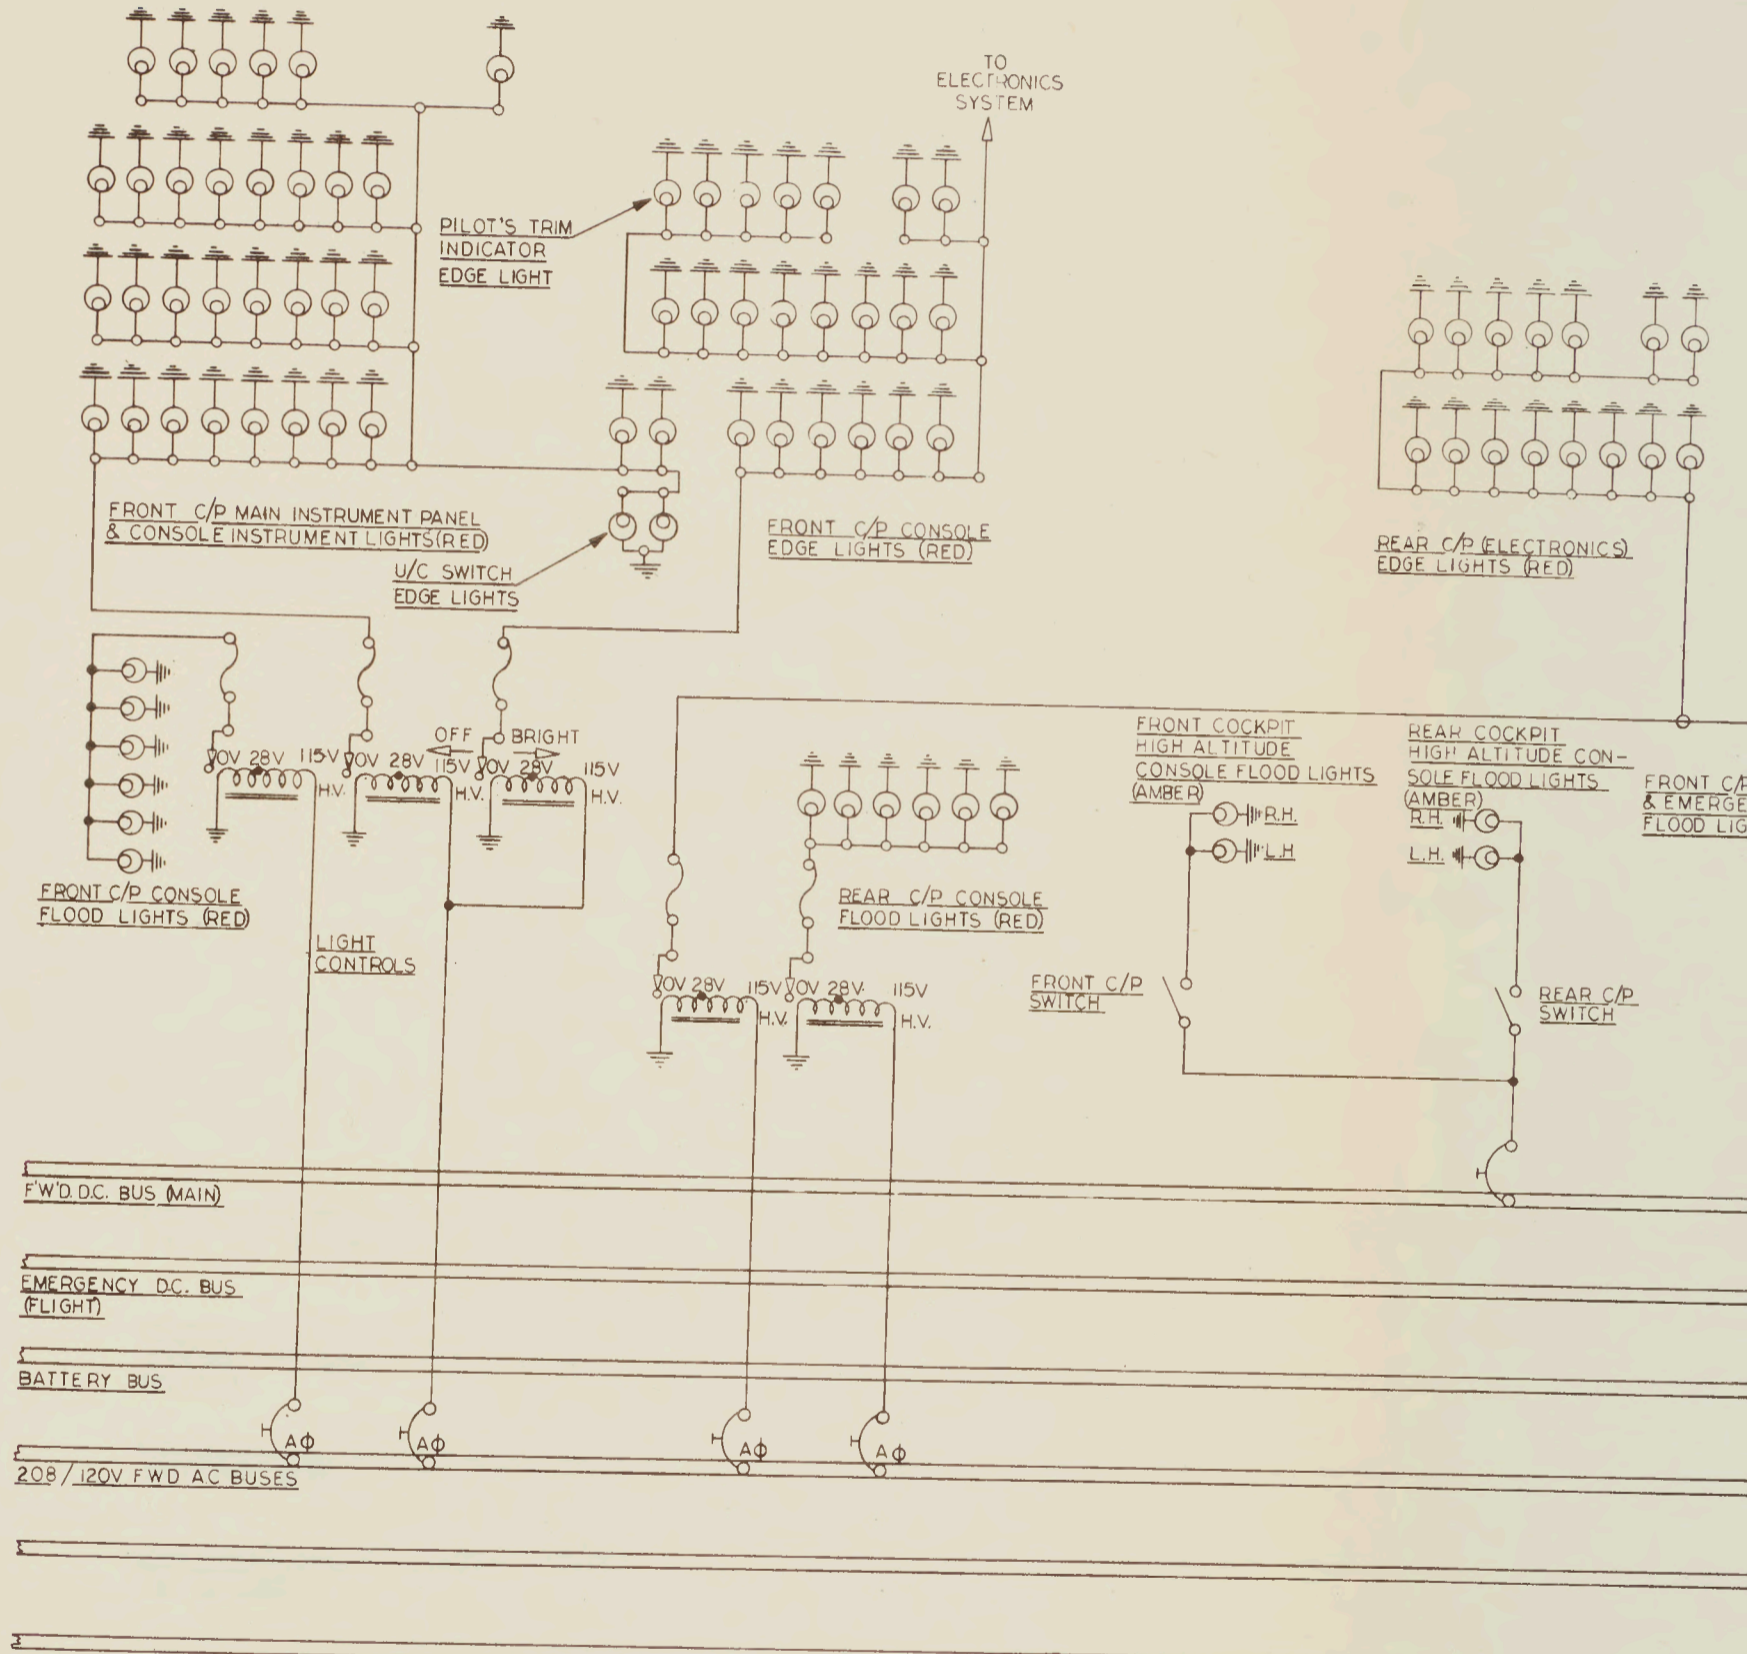 TO
ELECTRONICS
SYSTEM
PILOT'S TRIM
INDICATOR
EDGE LIGHT
FRONT C/P MAIN INSTRUMENT PANEL
& CONSOLE INSTRUMENT LIGHTS (RED)
U/C SWITCH
EDGE LIGHTS
FRONT C/P CONSOLE
EDGE LIGHTS (RED)
REAR C/P (ELECTRONICS)
EDGE LIGHTS (RED)
OFF BRIGHT
0V 28V 115V
H.V.
0V 28V 115V
H.V.
0V 28V 115V
H.V.
FRONT C/P CONSOLE
FLOOD LIGHTS (RED)
LIGHT
CONTROLS
REAR C/P CONSOLE
FLOOD LIGHTS (RED)
0V 28V 115V
H.V.
0V 28V 115V
H.V.
FRONT COCKPIT
HIGH ALTITUDE
CONSOLE FLOOD LIGHTS
(AMBER)
R.H.
L.H
REAR COCKPIT
HIGH ALTITUDE CON-
SOLE FLOOD LIGHTS
(AMBER)
R.H.
L.H.
FRONT C/P
& EMERGE
FLOOD LIG
FRONT C/P
SWITCH
REAR C/P
SWITCH
F'W'D. D.C. BUS (MAIN)
EMERGENCY D.C. BUS
(FLIGHT)
BATTERY BUS
AΦ
AΦ
AΦ
AΦ
208/120V FWD A.C BUSES